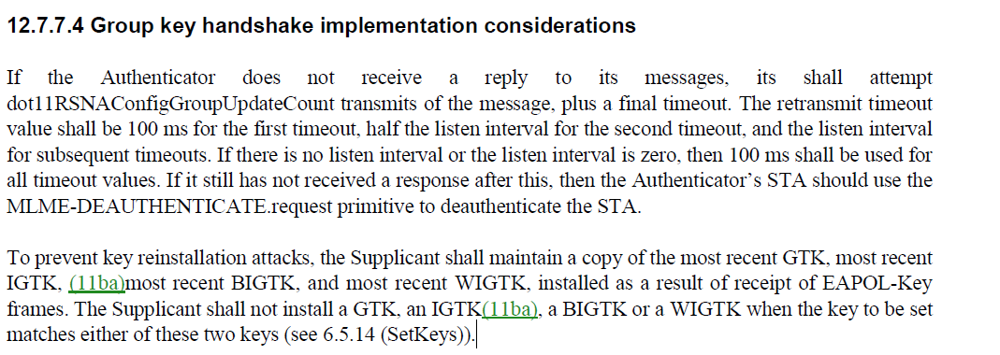 12.7.7.4 Group key handshake implementation considerations
If the Authenticator does not receive a reply to its messages, its shall attempt
dot11RSNAConfigGroupUpdateCount transmits of the message, plus a final timeout. The retransmit timeout
value shall be 100 ms for the first timeout, half the listen interval for the second timeout, and the listen interval
for subsequent timeouts. If there is no listen interval or the listen interval is zero, then 100 ms shall be used for
all timeout values. If it still has not received a response after this, then the Authenticator’s STA should use the
MLME-DEAUTHENTICATE.request primitive to deauthenticate the STA.
To prevent key reinstallation attacks, the Supplicant shall maintain a copy of the most recent GTK, most recent
IGTK, (11ba)most recent BIGTK, and most recent WIGTK, installed as a result of receipt of EAPOL-Key
frames. The Supplicant shall not install a GTK, an IGTK(11ba), a BIGTK or a WIGTK when the key to be set
matches either of these two keys (see 6.5.14 (SetKeys)).